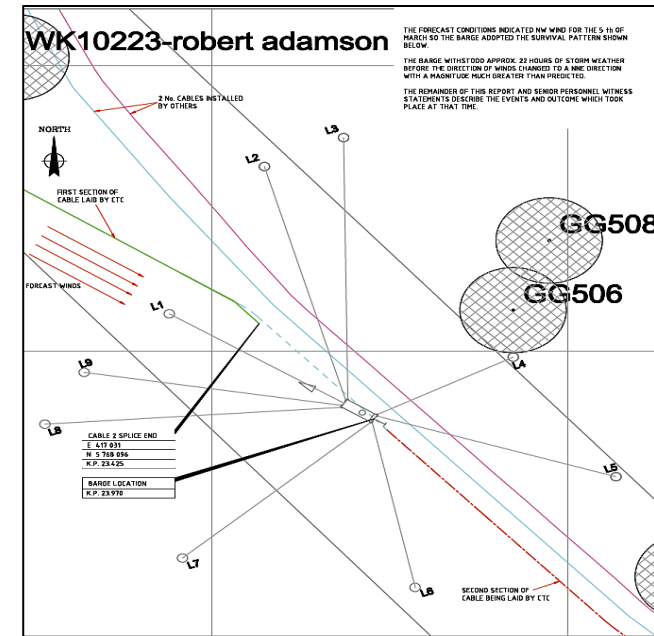 WK10223-robert adamson
THE FORECAST CONDITIONS INDICATED NW WIND FOR THE 5 th OF
MARCH SO THE BARGE ADOPTED THE SURVIVAL PATTERN SHOWN
BELOW.
THE BARGE WITHSTOOD APPROX. 22 HOURS OF STORM WEATHER
BEFORE THE DIRECTION OF WINDS CHANGED TO A NNE DIRECTION
WITH A MAGNITUDE MUCH GREATER THAN PREDICTED.
THE REMAINDER OF THIS REPORT AND SENIOR PERSONNEL WITNESS
STATEMENTS DESCRIBE THE EVENTS AND OUTCOME WHICH TOOK
PLACE AT THAT TIME.
2 No. CABLES INSTALLED
BY OTHERS
NORTH
L3
L2
FIRST SECTION OF
CABLE LAID BY CTC
GG508
FORECAST WINDS
GG506
L1
L9
L4
L8
CABLE 2 SPLICE END
E 417 031
N 5 768 096
K.P. 23.425
BARGE LOCATION
K.P. 23.970
L5
L7
L6
SECOND SECTION OF
CABLE BEING LAID BY CTC